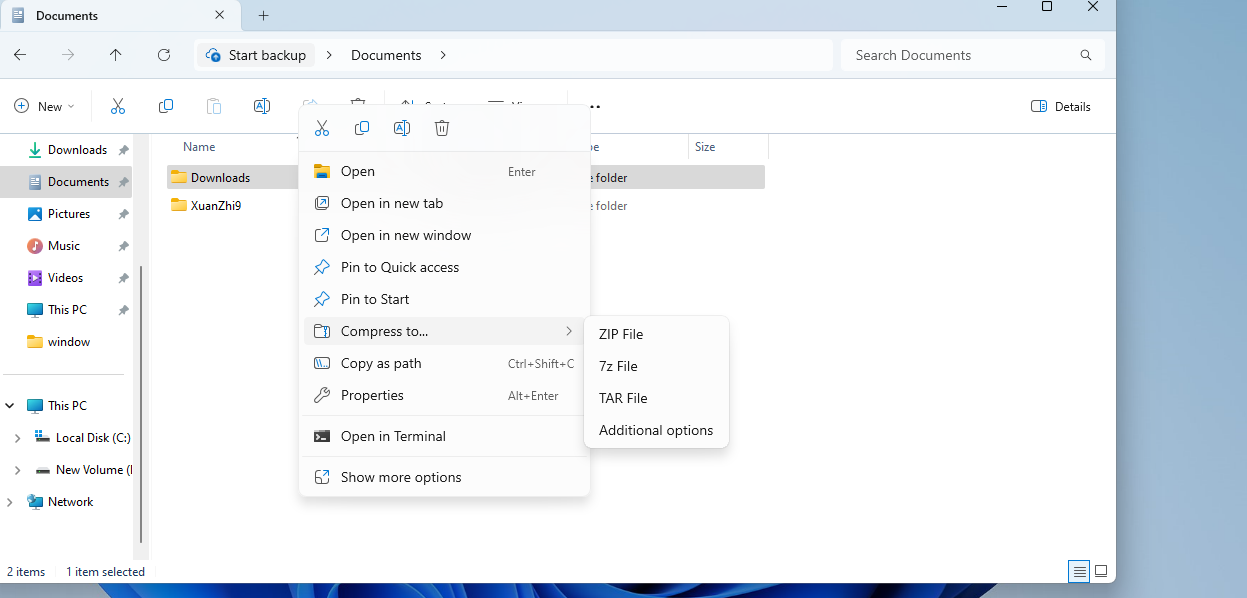 Documents
Start backup
Documents
Search Documents
New
Details
Downloads
Documents
Pictures
Music
Videos
This PC
window
This PC
Local Disk (C:)
New Volume (
Network
Name
Size
Downloads
folder
XuanZhi9
folder
Open Enter
Open in new tab
Open in new window
Pin to Quick access
Pin to Start
Compress to...
Copy as path Ctrl+Shift+C
Properties Alt+Enter
Open in Terminal
Show more options
ZIP File
7z File
TAR File
Additional options
2 items 1 item selected